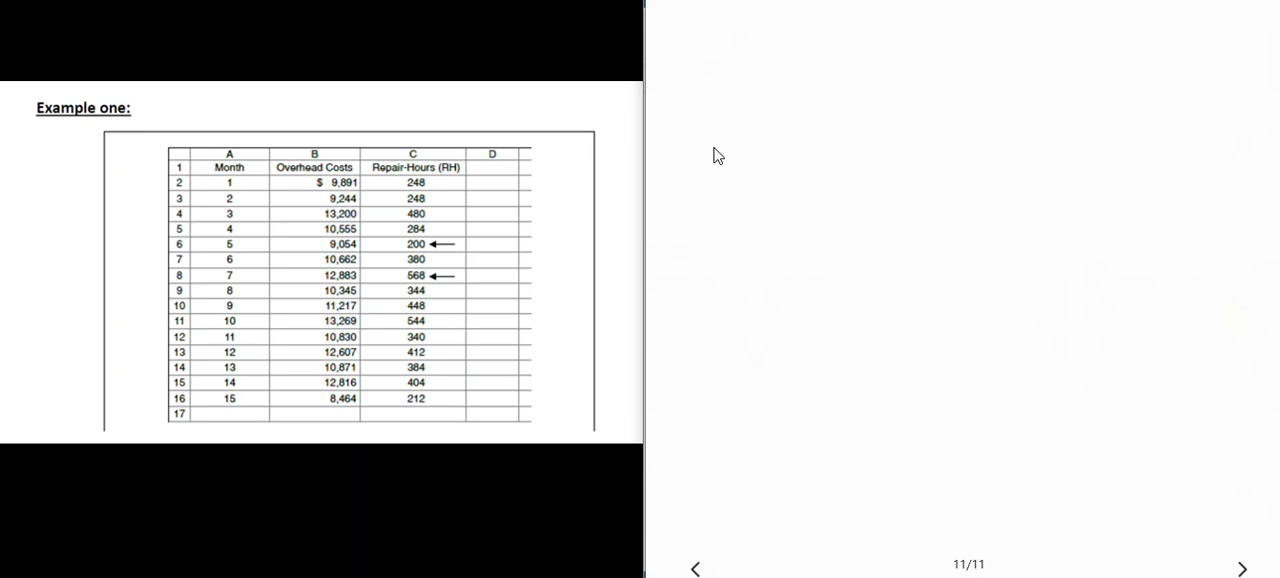 Example one:
A B C D
1 Month Overhead Costs Repair-Hours (RH)
2 1 $ 9,891 248
3 2 9,244 248
4 3 13,200 480
5 4 10,555 284
6 5 9,054 200
7 6 10,662 380
8 7 12,883 568
9 8 10,345 344
10 9 11,217 448
11 10 13,269 544
12 11 10,830 340
13 12 12,607 412
14 13 10,871 384
15 14 12,816 404
16 15 8,464 212
17
11/11